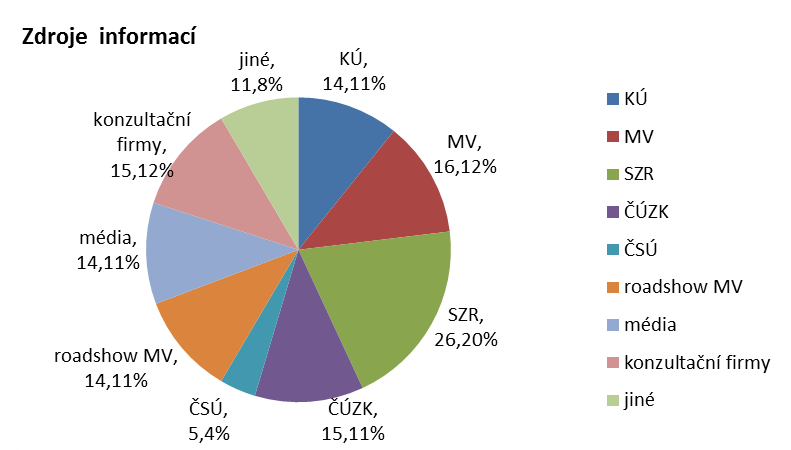 Zdroje informací
KÚ,
14,11%
MV,
16,12%
SZR,
26,20%
ČÚZK,
15,11%
ČSÚ,
5,4%
roadshow MV,
14,11%
média,
14,11%
konzultační
firmy,
15,12%
jiné,
11,8%
KÚ
MV
SZR
ČÚZK
ČSÚ
roadshow MV
média
konzultační firmy
jiné